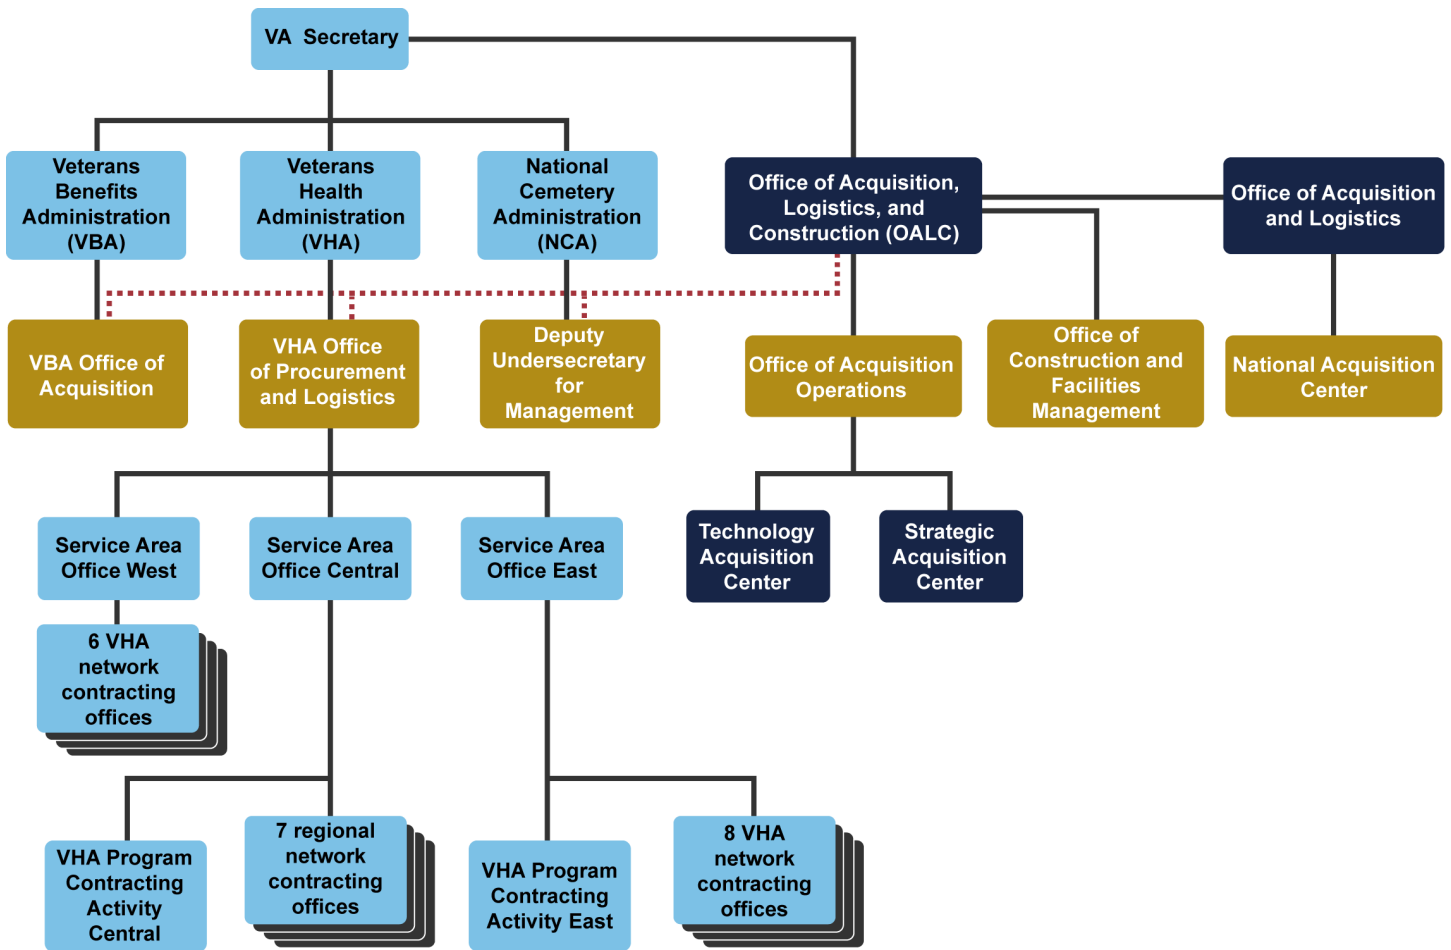 VA Secretary
Veterans
Benefits
Administration
(VBA)
Veterans
Health
Administration
(VHA)
National
Cemetery
Administration
(NCA)
Office of Acquisition,
Logistics, and
Construction (OALC)
Office of Acquisition
and Logistics
VBA Office of
Acquisition
VHA Office
of Procurement
and Logistics
Deputy
Undersecretary
for
Management
Office of Acquisition
Operations
Office of
Construction and
Facilities
Management
National Acquisition
Center
Service Area
Office West
Service Area
Office Central
Service Area
Office East
Technology
Acquisition
Center
Strategic
Acquisition
Center
6 VHA
network
contracting
offices
VHA Program
Contracting
Activity
Central
7 regional
network
contracting
offices
VHA Program
Contracting
Activity East
8 VHA
network
contracting
offices